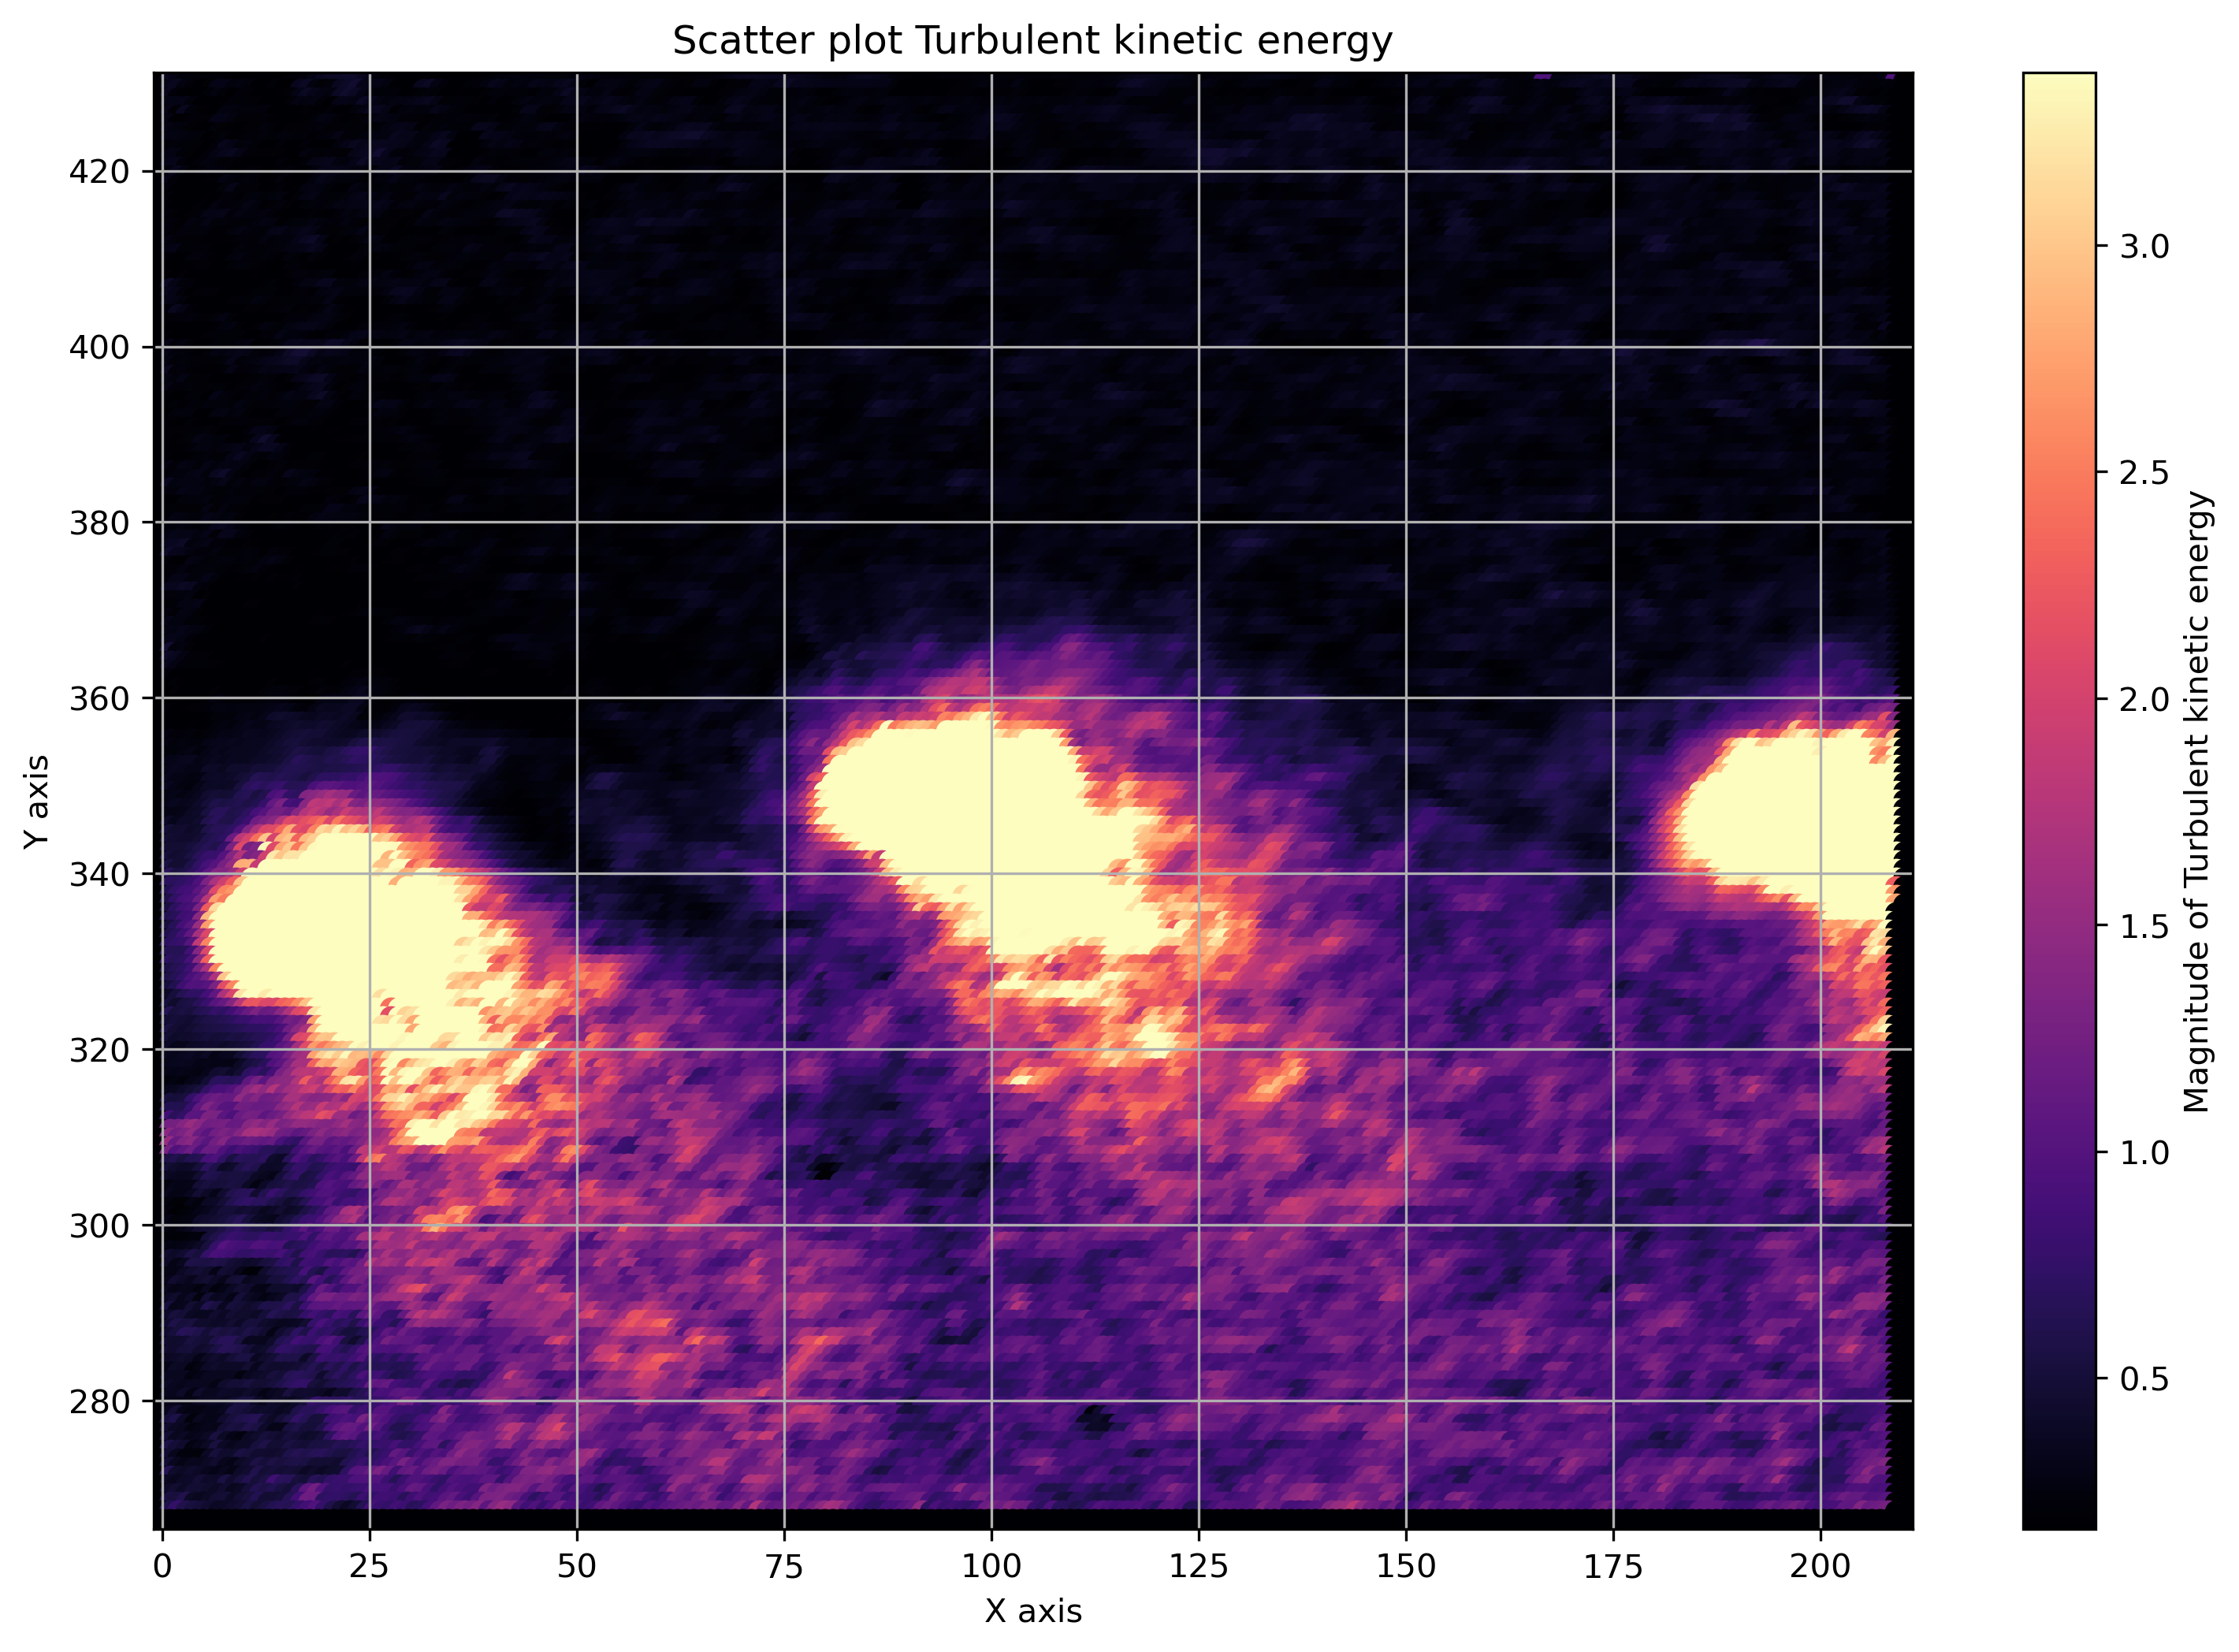 Scatter plot Turbulent kinetic energy
420
400
380
360
340
320
300
280
Y axis
0 25 50 75 100 125 150 175 200
X axis
3.0
2.5
2.0
1.5
1.0
0.5
Magnitude of Turbulent kinetic energy